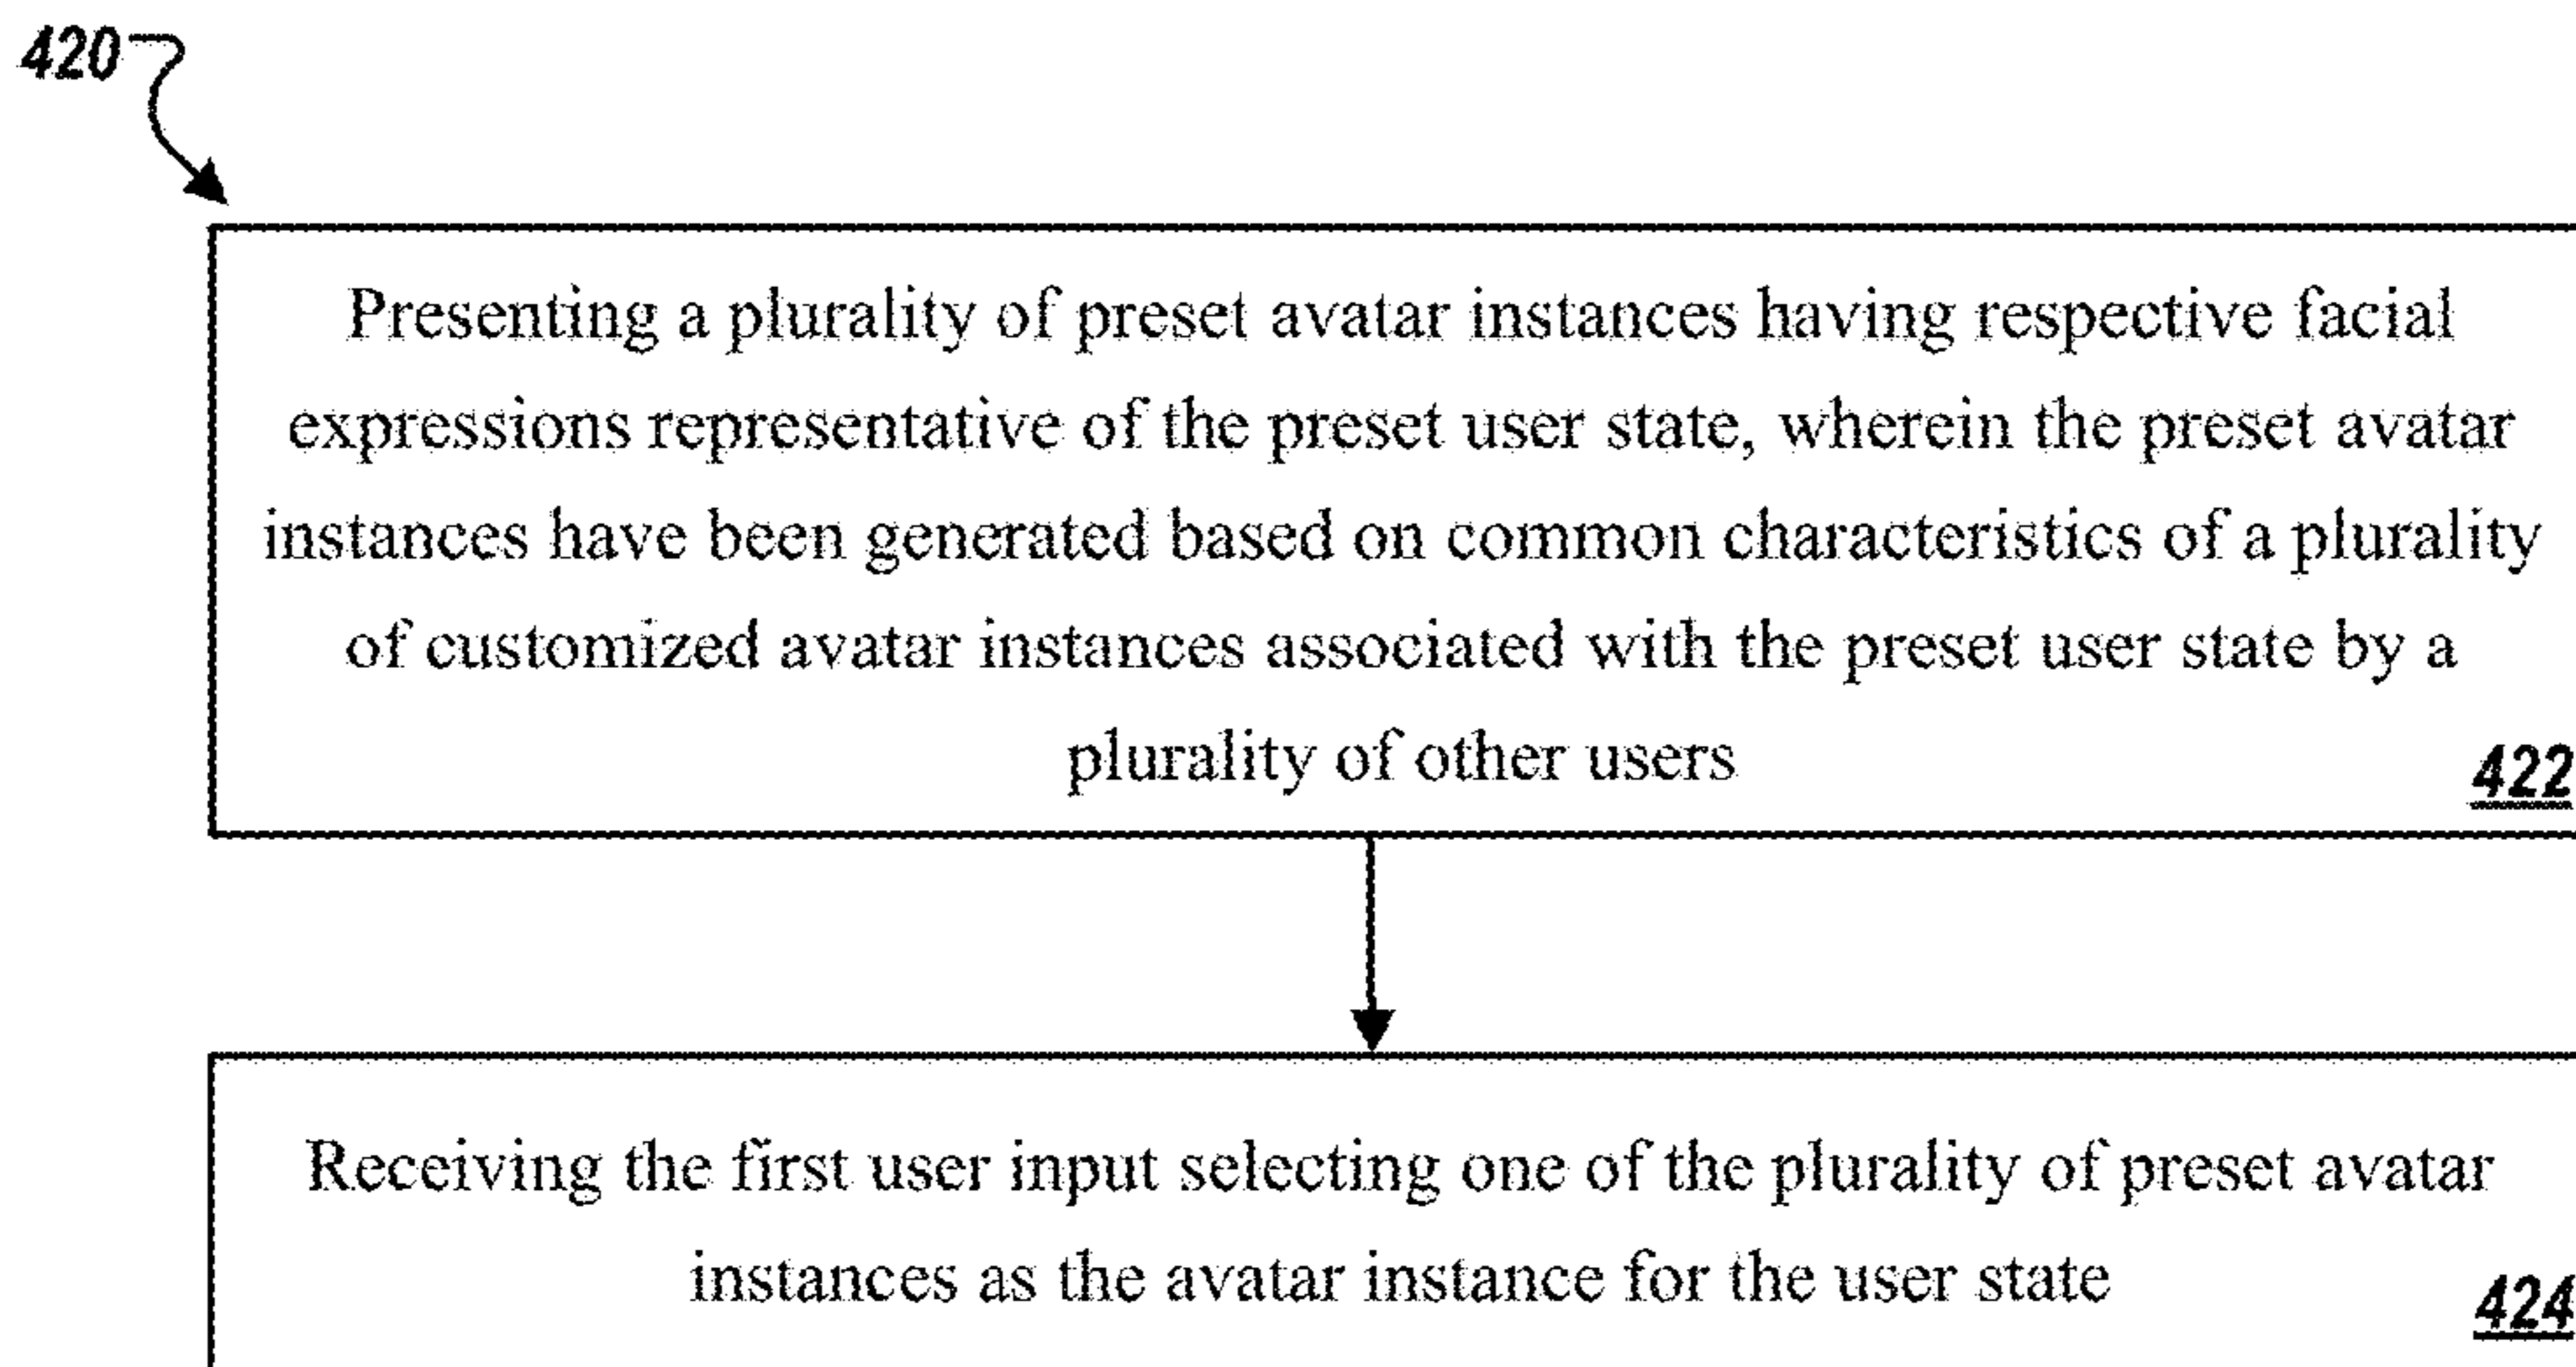 420
Presenting a plurality of preset avatar instances having respective facial
expressions representative of the preset user state, wherein the preset avatar
instances have been generated based on common characteristics of a plurality
of customized avatar instances associated with the preset user state by a
plurality of other users
422
Receiving the first user input selecting one of the plurality of preset avatar
instances as the avatar instance for the user state
424